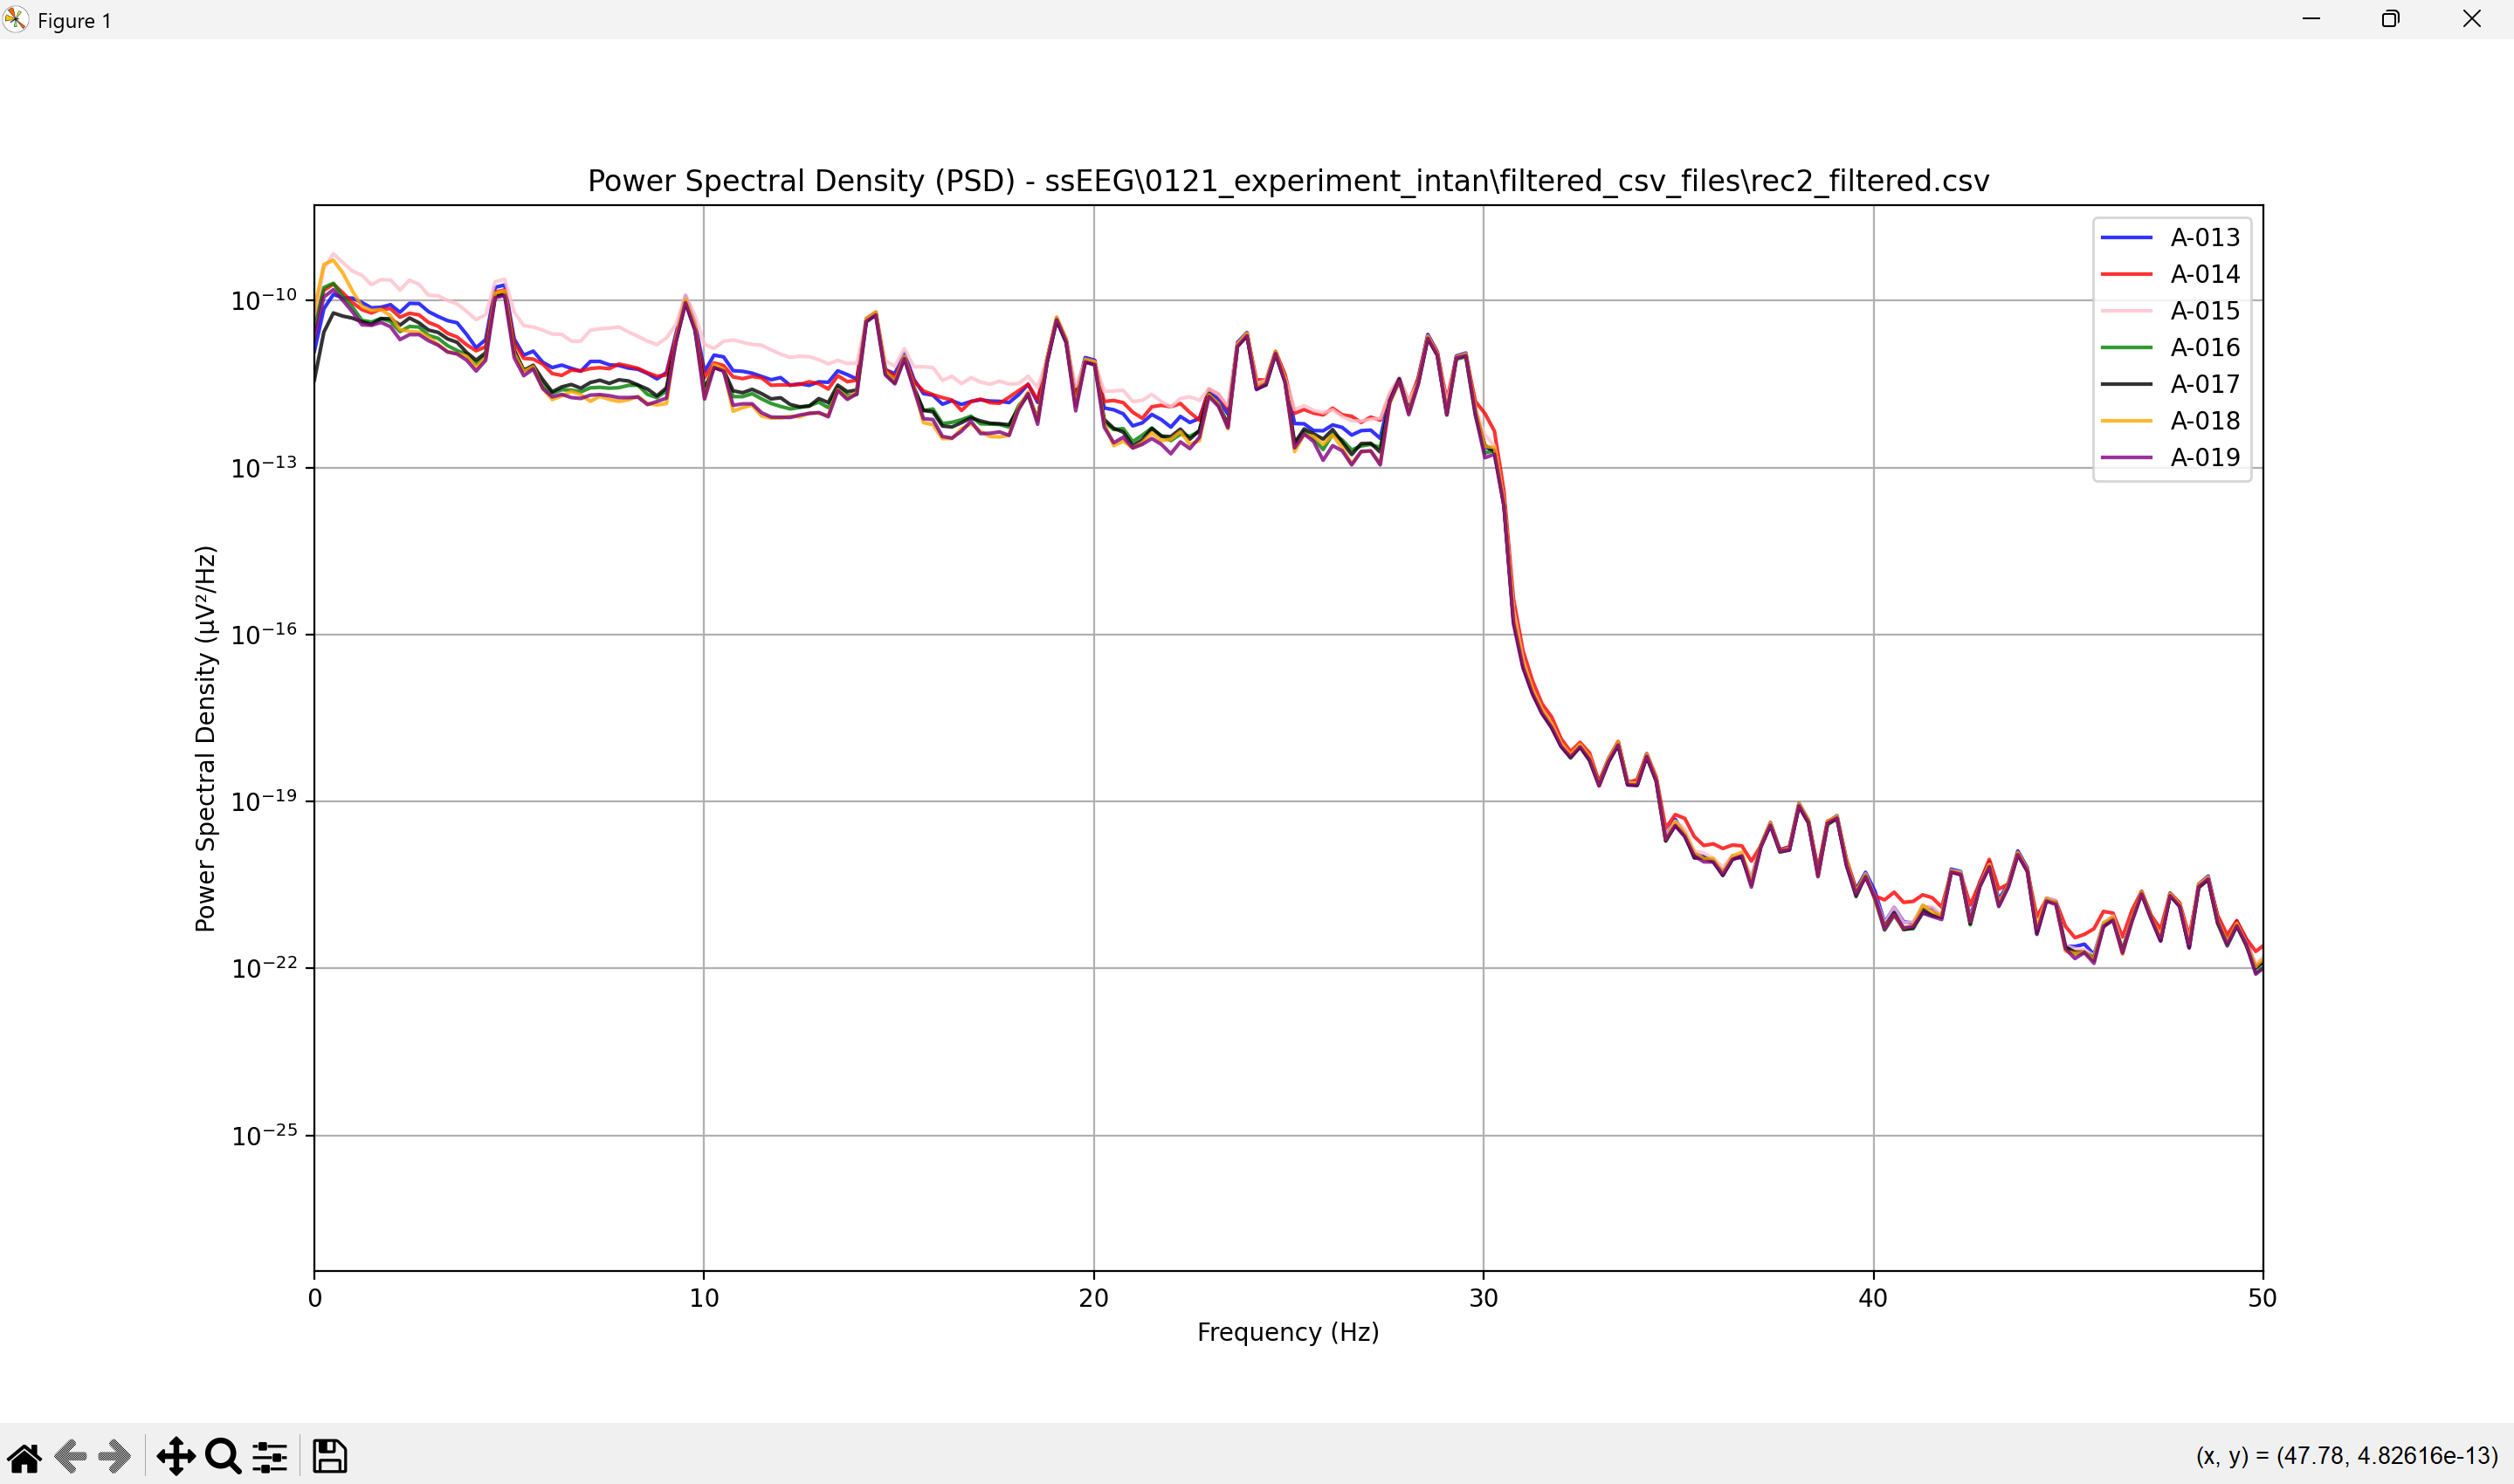 Figure 1
Power Spectral Density (PSD) - ssEEG\0121_experiment_intan\filtered_csv_files\rec2_filtered.csv
A-013
A-014
A-015
A-016
A-017
A-018
A-019
Power Spectral Density (µV²/Hz)
10⁻¹⁰
10⁻¹³
10⁻¹⁶
10⁻¹⁹
10⁻²²
10⁻²⁵
0 10 20 30 40 50
Frequency (Hz)
(x, y) = (47.78, 4.82616e-13)